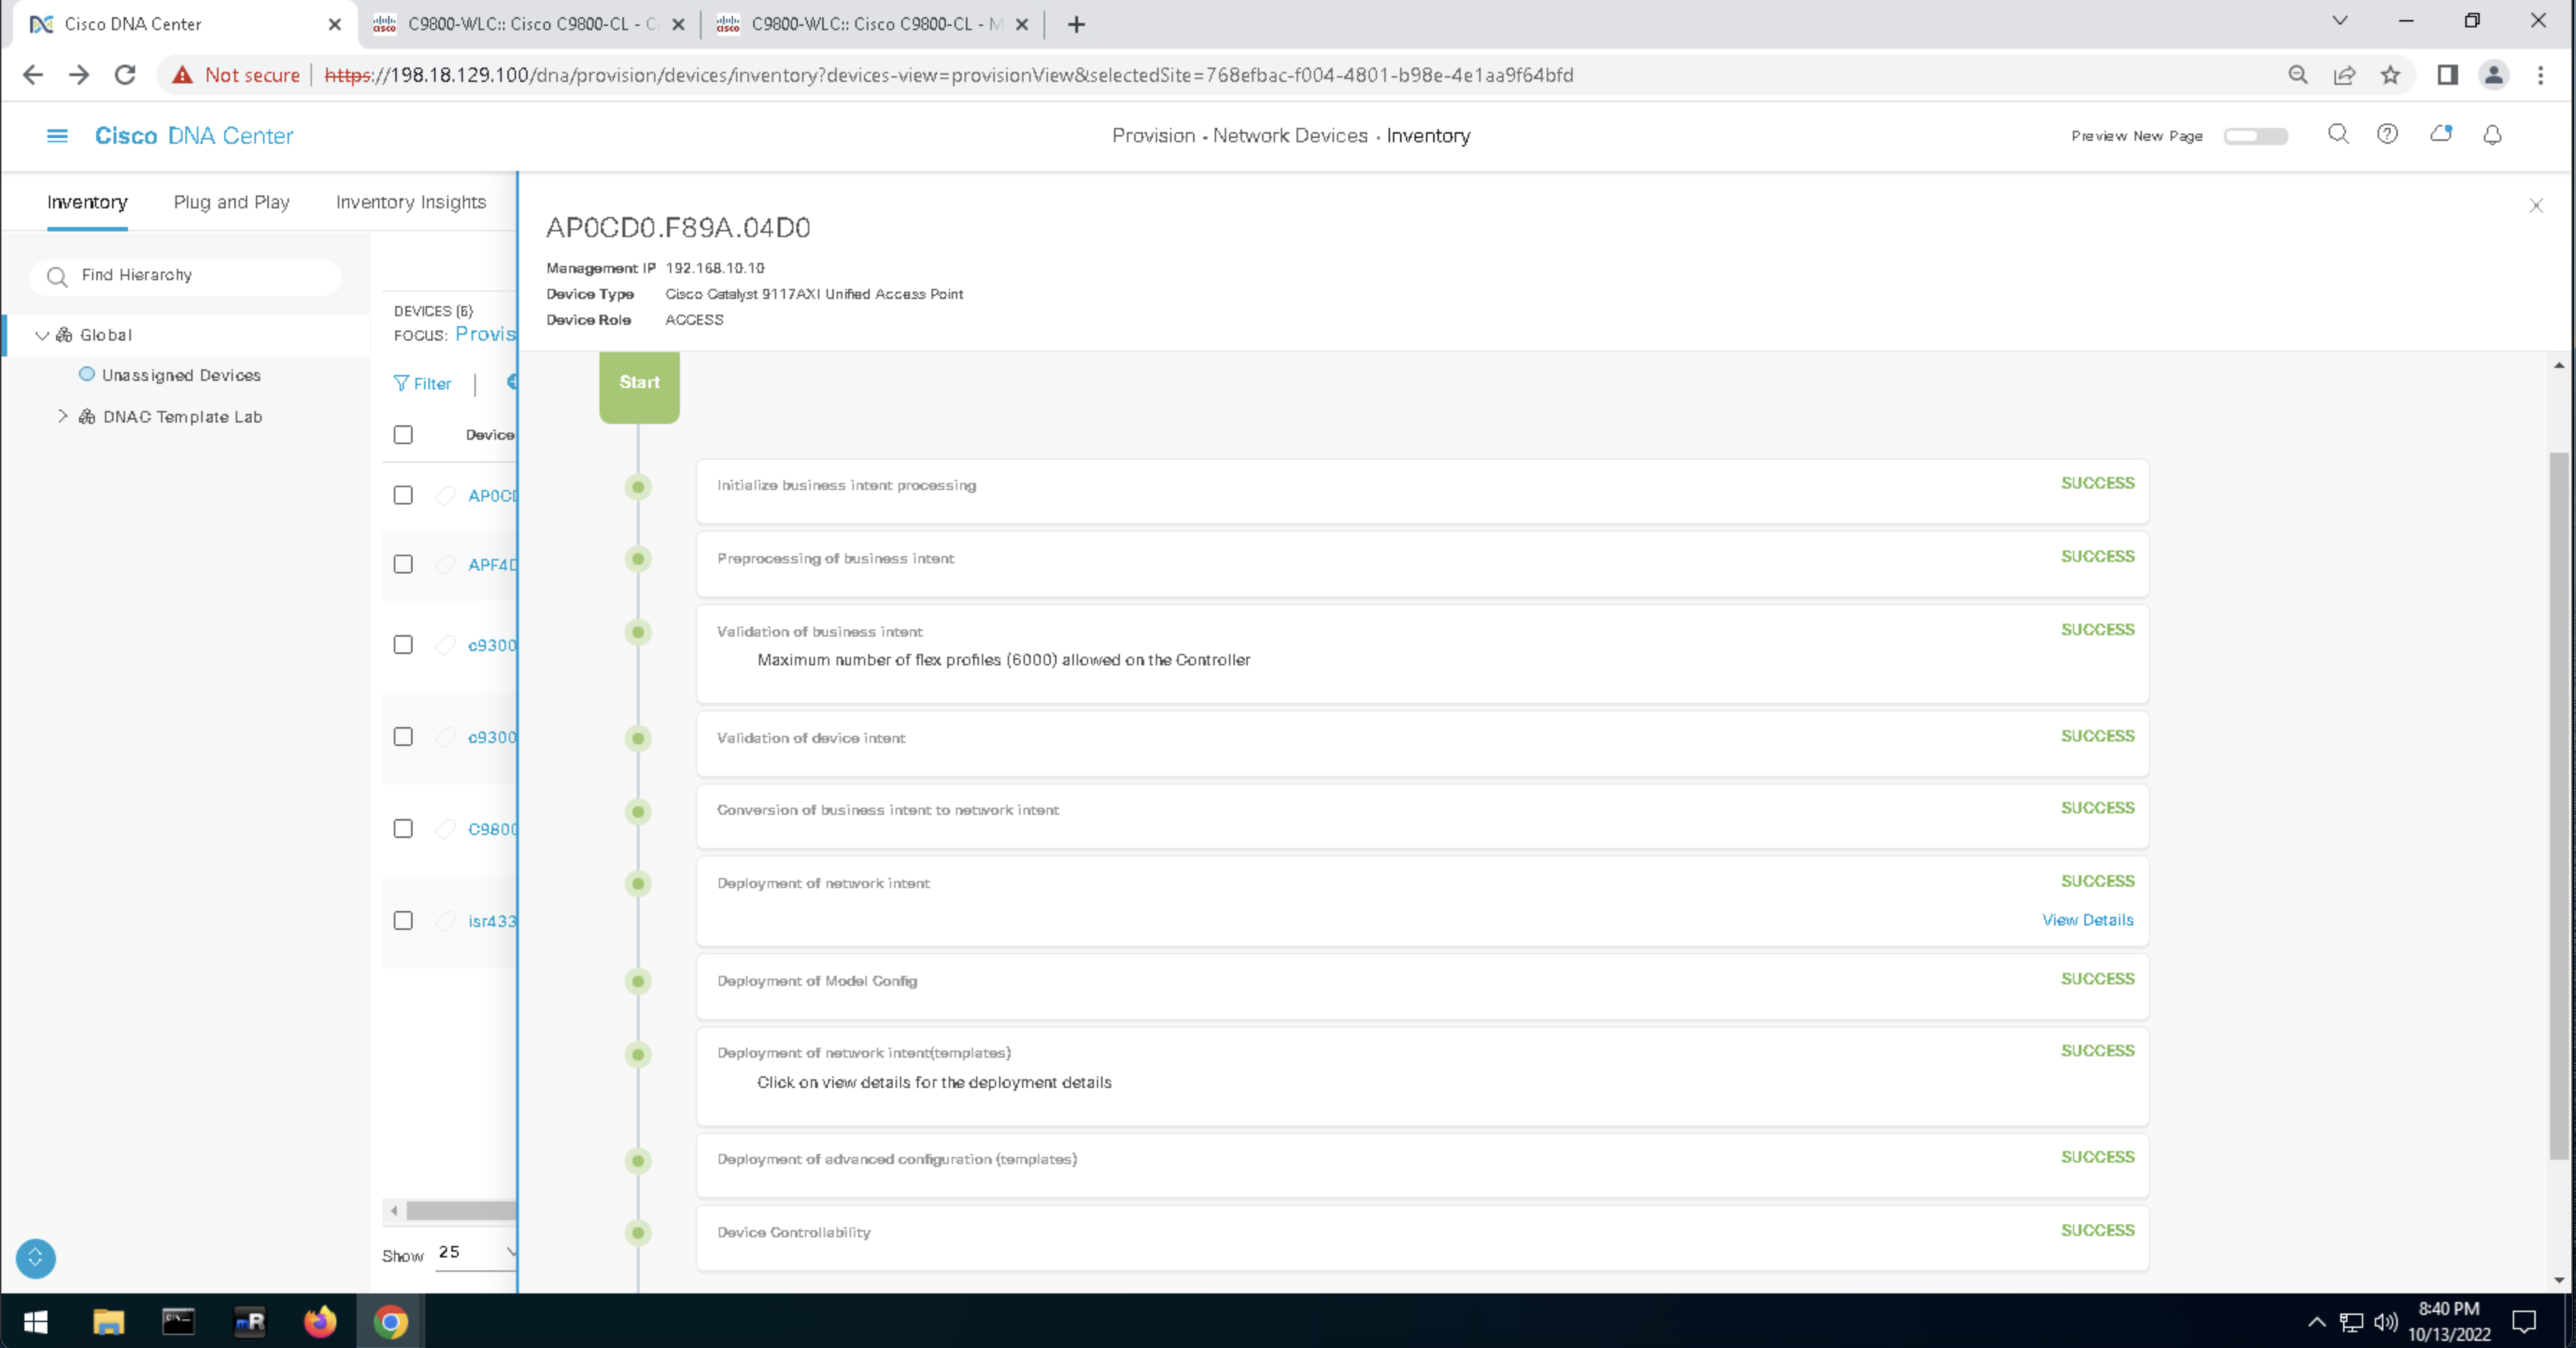 Cisco DNA Center
C9800-WLC:: Cisco C9800-CL - C
C9800-WLC:: Cisco C9800-CL - M
Not secure
https://198.18.129.100/dna/provision/devices/inventory?devices-view=provisionView&selectedSite=768efbac-f004-4801-b98e-4e1aa9f64bfd
Cisco DNA Center
Provision - Network Devices - Inventory
Preview New Page
Inventory
Plug and Play
Inventory Insights
Find Hierarchy
Global
Unassigned Devices
DNAC Template Lab
DEVICES (6)
FOCUS: Provis
Filter
Device
AP0CD
APF4D
c9300
c9300
C9800
isr433
Show 25
AP0CD0.F89A.04D0
Management IP 192.168.10.10
Device Type Cisco Catalyst 9117AXI Unified Access Point
Device Role ACCESS
Start
Initialize business intent processing SUCCESS
Preprocessing of business intent SUCCESS
Validation of business intent SUCCESS
Maximum number of flex profiles (6000) allowed on the Controller
Validation of device intent SUCCESS
Conversion of business intent to network intent SUCCESS
Deployment of network intent SUCCESS
View Details
Deployment of Model Config SUCCESS
Deployment of network intent(templates) SUCCESS
Click on view details for the deployment details
Deployment of advanced configuration (templates) SUCCESS
Device Controllability SUCCESS
mR
8:40 PM
10/13/2022